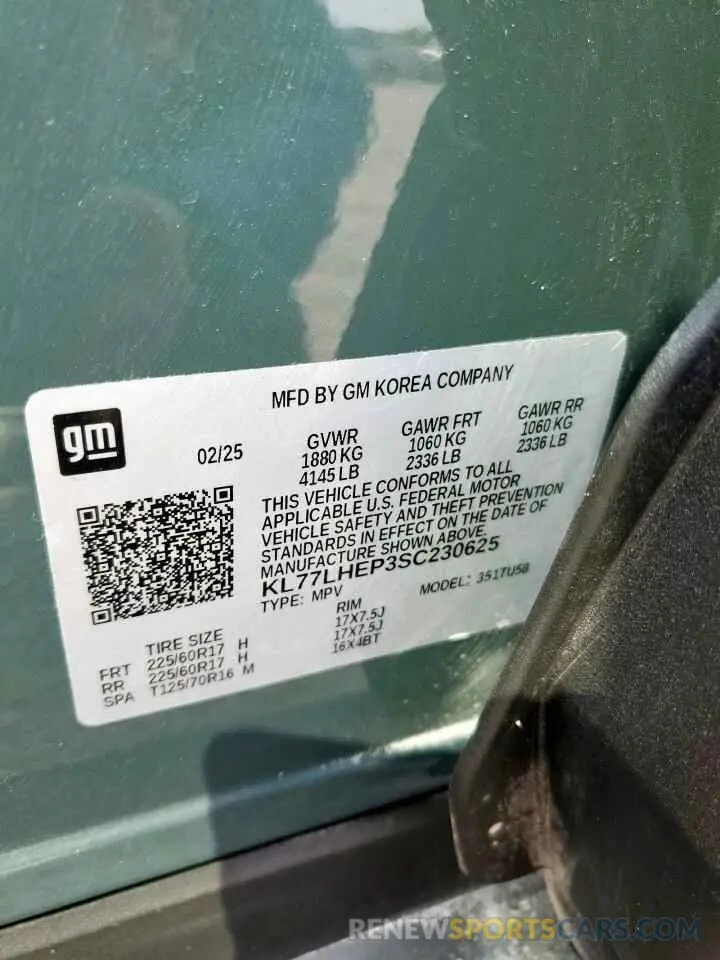 MFD BY GM KOREA COMPANY
gm
02/25
GVWR GAWR FRT GAWR RR
1880 KG 1060 KG 1060 KG
4145 LB 2336 LB 2336 LB
THIS VEHICLE CONFORMS TO ALL
APPLICABLE U.S. FEDERAL MOTOR
VEHICLE SAFETY AND THEFT PREVENTION
STANDARDS IN EFFECT ON THE DATE OF
MANUFACTURE SHOWN ABOVE.
KL77LHEP3SC230625
TYPE: MPV MODEL: 351TU58
TIRE SIZE RIM
FRT 225/60R17 H 17X7.5J
RR 225/60R17 H 17X7.5J
SPA T125/70R16 M 16X4BT
RENEWSPORTSCARS.COM